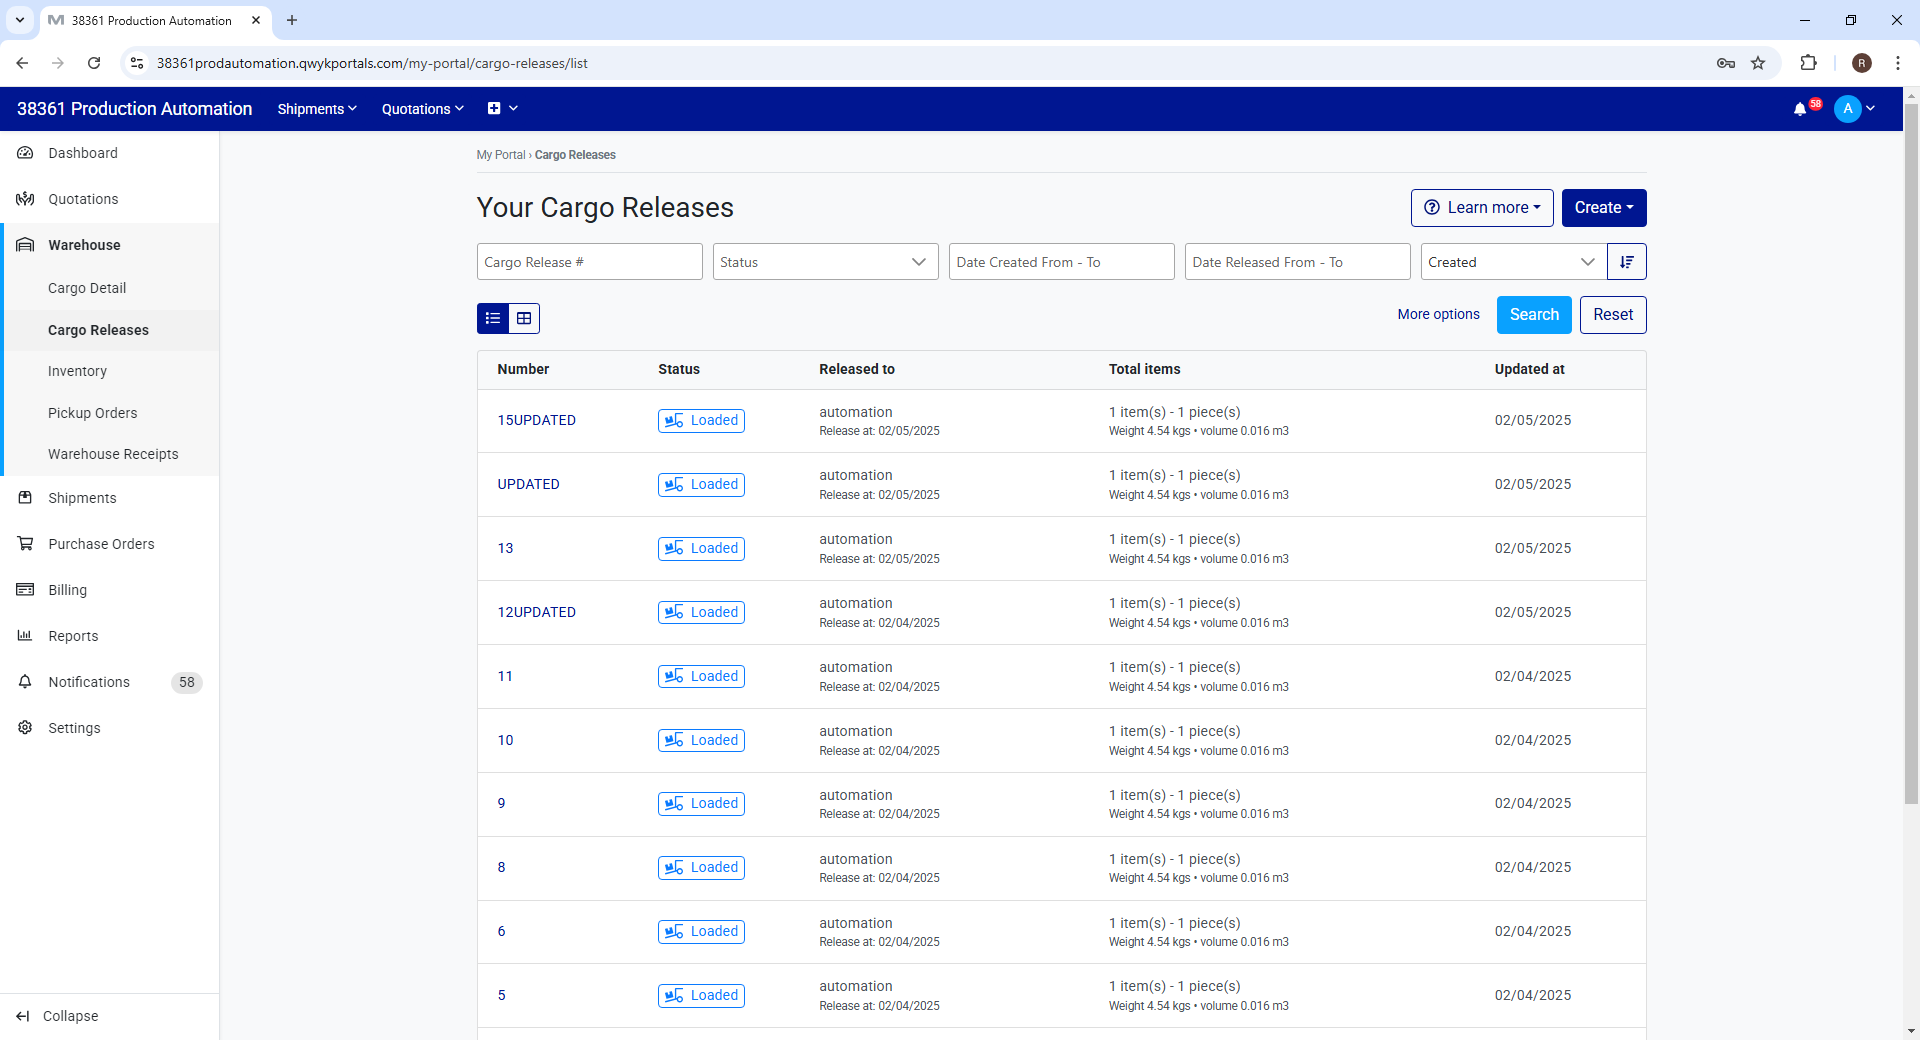 38361 Production Automation
38361prodautomation.qwykportals.com/my-portal/cargo-releases/list
R
38361 Production Automation
Shipments
Quotations
58
A
Dashboard
Quotations
Warehouse
Cargo Detail
Cargo Releases
Inventory
Pickup Orders
Warehouse Receipts
Shipments
Purchase Orders
Billing
Reports
Notifications 58
Settings
Collapse
My Portal › Cargo Releases
Your Cargo Releases
Learn more
Create
Cargo Release #
Status
Date Created From - To
Date Released From - To
Created
More options
Search
Reset
Number Status Released to Total items Updated at
15UPDATED Loaded automation 1 item(s) - 1 piece(s) 02/05/2025
Release at: 02/05/2025 Weight 4.54 kgs • volume 0.016 m3
UPDATED Loaded automation 1 item(s) - 1 piece(s) 02/05/2025
Release at: 02/05/2025 Weight 4.54 kgs • volume 0.016 m3
13 Loaded automation 1 item(s) - 1 piece(s) 02/05/2025
Release at: 02/05/2025 Weight 4.54 kgs • volume 0.016 m3
12UPDATED Loaded automation 1 item(s) - 1 piece(s) 02/05/2025
Release at: 02/04/2025 Weight 4.54 kgs • volume 0.016 m3
11 Loaded automation 1 item(s) - 1 piece(s) 02/04/2025
Release at: 02/04/2025 Weight 4.54 kgs • volume 0.016 m3
10 Loaded automation 1 item(s) - 1 piece(s) 02/04/2025
Release at: 02/04/2025 Weight 4.54 kgs • volume 0.016 m3
9 Loaded automation 1 item(s) - 1 piece(s) 02/04/2025
Release at: 02/04/2025 Weight 4.54 kgs • volume 0.016 m3
8 Loaded automation 1 item(s) - 1 piece(s) 02/04/2025
Release at: 02/04/2025 Weight 4.54 kgs • volume 0.016 m3
6 Loaded automation 1 item(s) - 1 piece(s) 02/04/2025
Release at: 02/04/2025 Weight 4.54 kgs • volume 0.016 m3
5 Loaded automation 1 item(s) - 1 piece(s) 02/04/2025
Release at: 02/04/2025 Weight 4.54 kgs • volume 0.016 m3